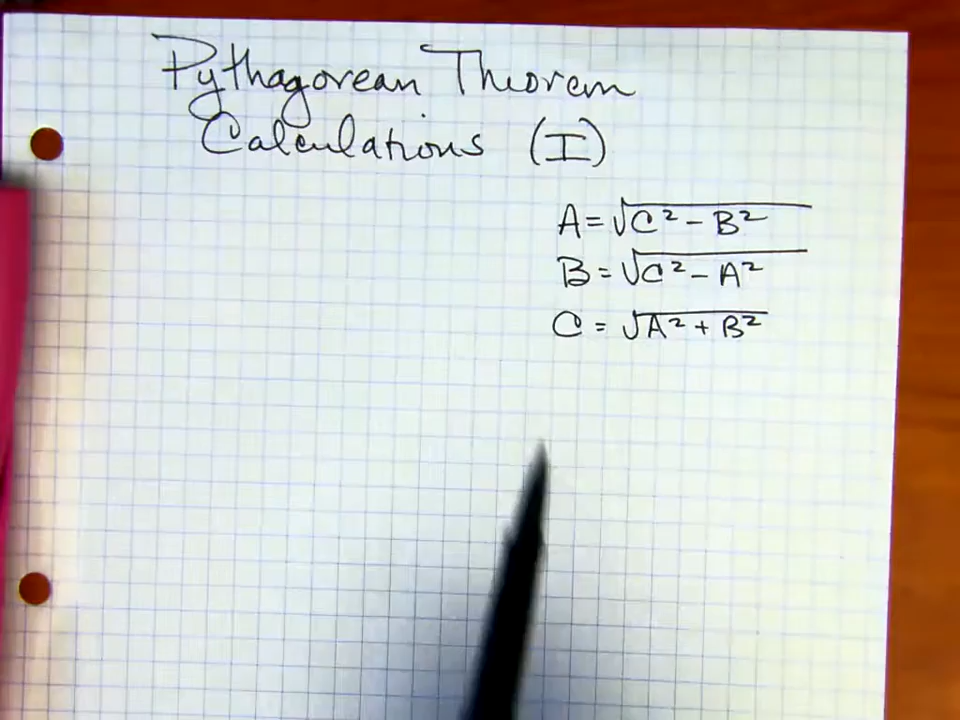 Pythagorean Theorem
Calculations (I)
A = √C² - B²
B = √C² - A²
C = √A² + B²